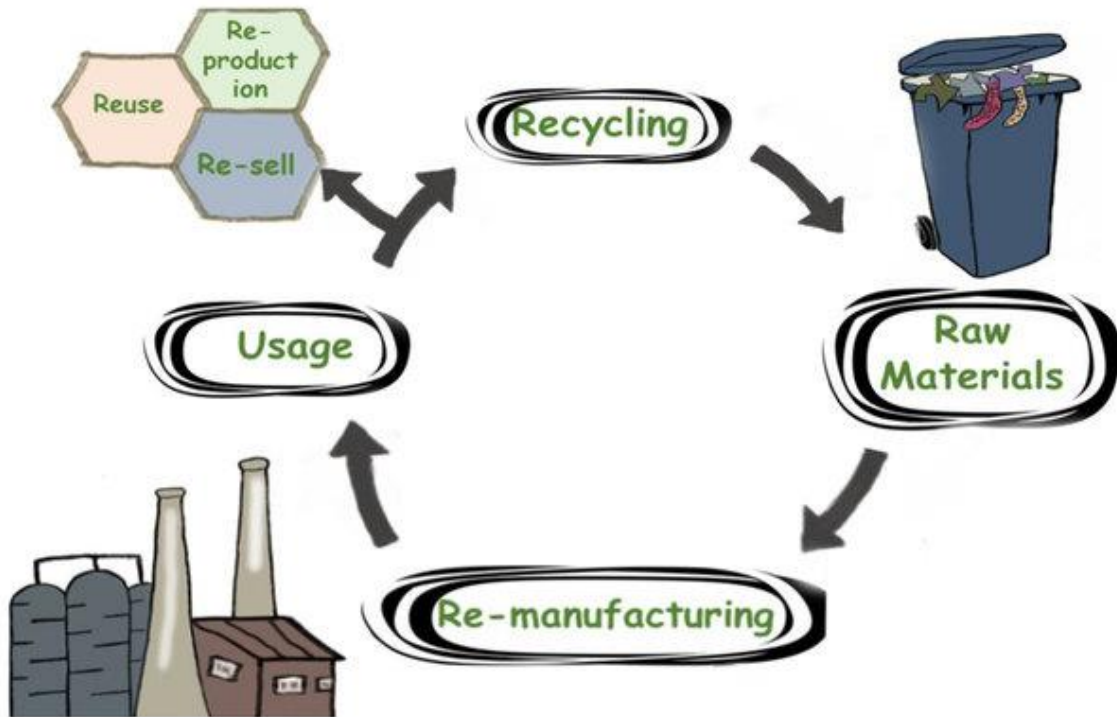 Re-
product
ion
Reuse
Re-sell
Recycling
Raw
Materials
Usage
Re-manufacturing